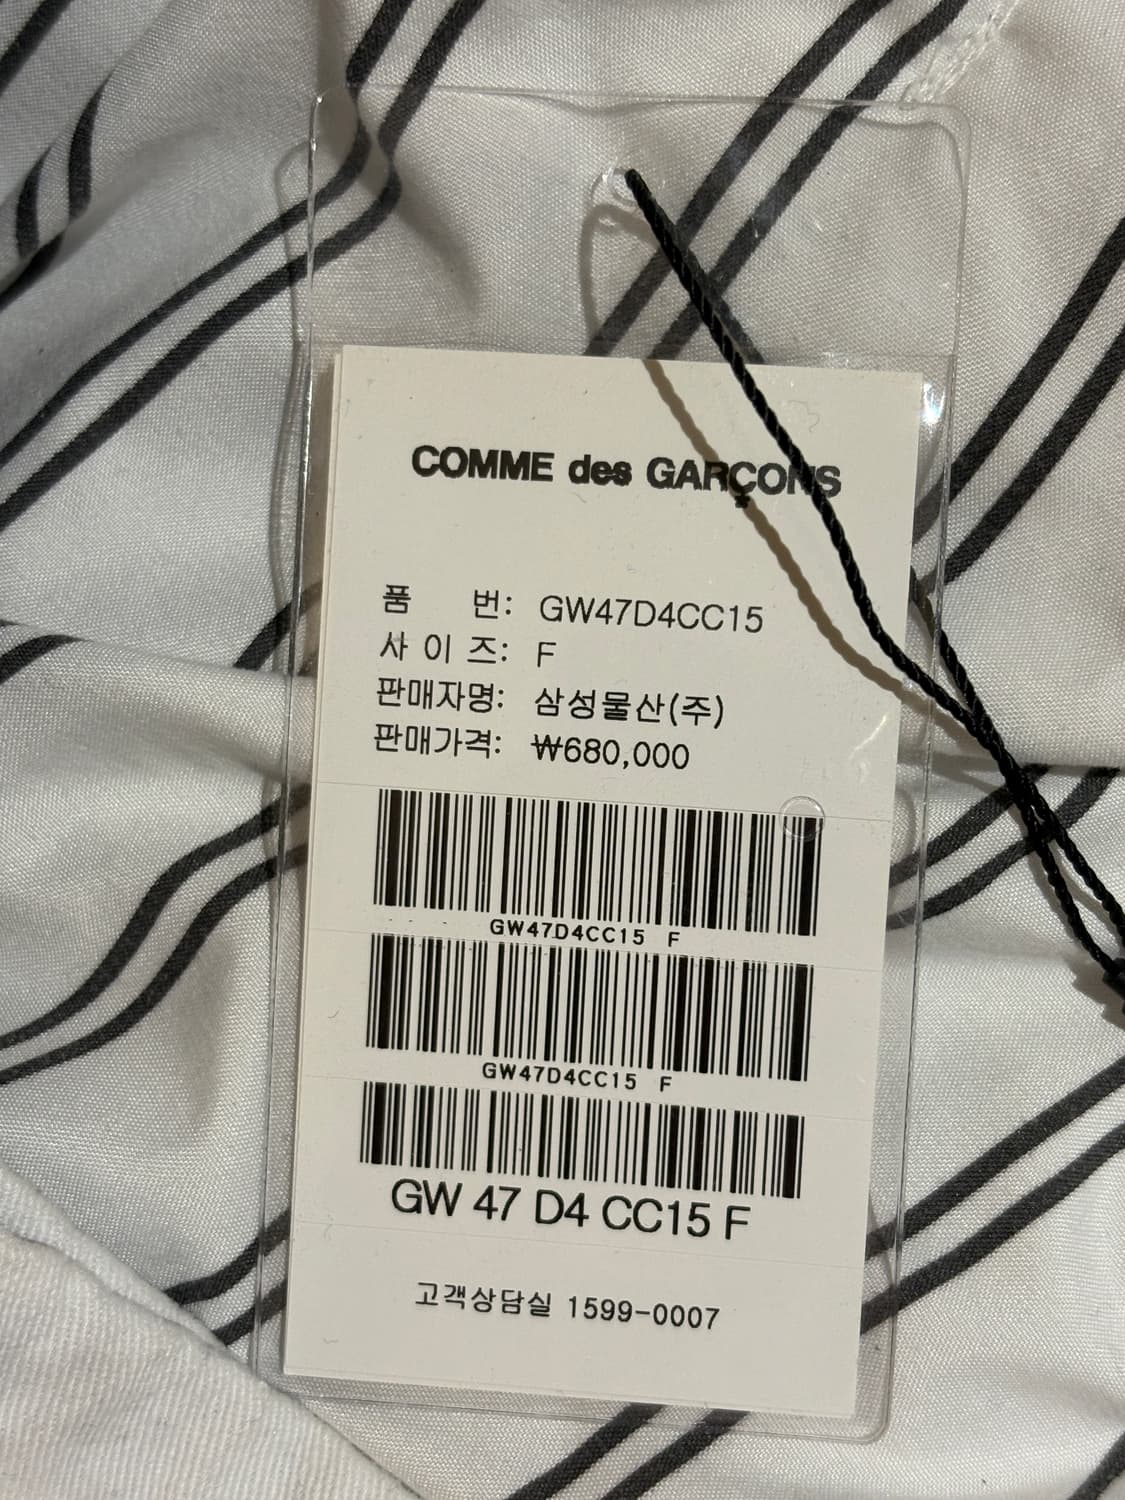 COMME des GARÇONS
품 번: GW47D4CC15
사 이 즈: F
판매자명: 삼성물산(주)
판매가격: ₩680,000
GW47D4CC15 F
GW47D4CC15 F
GW 47 D4 CC15 F
고객상담실 1599-0007